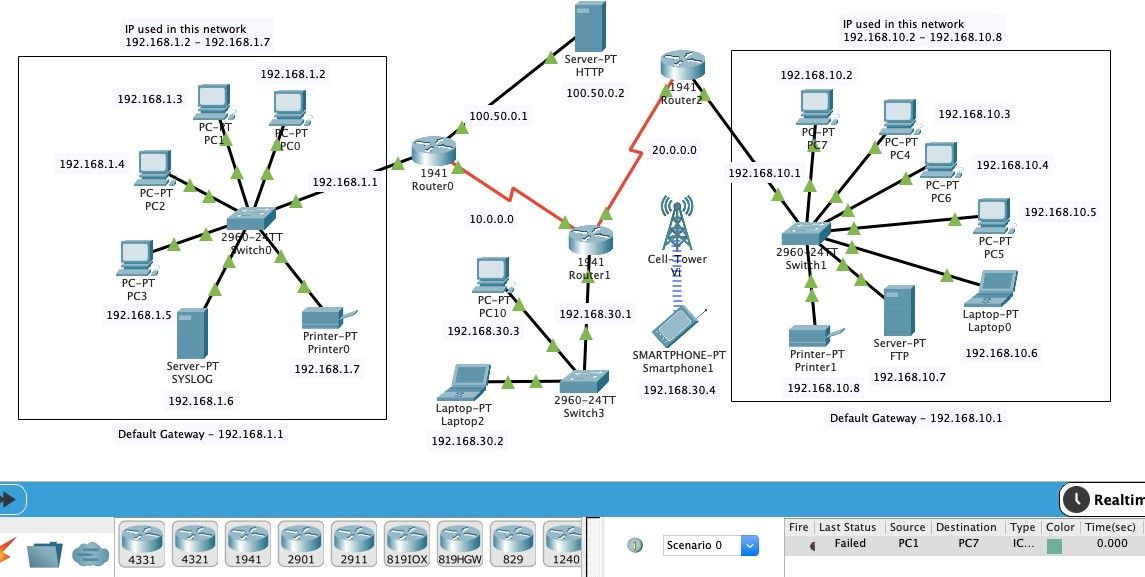 IP used in this network
192.168.1.2 - 192.168.1.7
192.168.1.2
192.168.1.3
PC-PT
PC1
PC-PT
PC0
192.168.1.4
PC-PT
PC2
192.168.1.1
2960-24TT
Switch0
PC-PT
PC3
192.168.1.5
Server-PT
SYSLOG
192.168.1.6
Printer-PT
Printer0
192.168.1.7
Default Gateway - 192.168.1.1
Server-PT
HTTP
100.50.0.2
100.50.0.1
1941
Router0
10.0.0.0
1941
Router2
20.0.0.0
1941
Router1
Cell-Tower
PC-PT
PC10
192.168.30.3
192.168.30.1
SMARTPHONE-PT
Smartphone1
192.168.30.4
Laptop-PT
Laptop2
192.168.30.2
2960-24TT
Switch3
IP used in this network
192.168.10.2 - 192.168.10.8
192.168.10.2
PC-PT
PC7
192.168.10.3
PC-PT
PC4
192.168.10.4
PC-PT
PC6
192.168.10.1
192.168.10.5
PC-PT
PC5
2960-24TT
Switch1
Laptop-PT
Laptop0
192.168.10.6
Server-PT
FTP
192.168.10.7
Printer-PT
Printer1
192.168.10.8
Default Gateway - 192.168.10.1
Realtim
4331
4321
1941
2901
2911
819IOX
819HGW
829
1240
Scenario 0
Fire Last Status Source Destination Type Color Time(sec)
Failed PC1 PC7 IC... 0.000